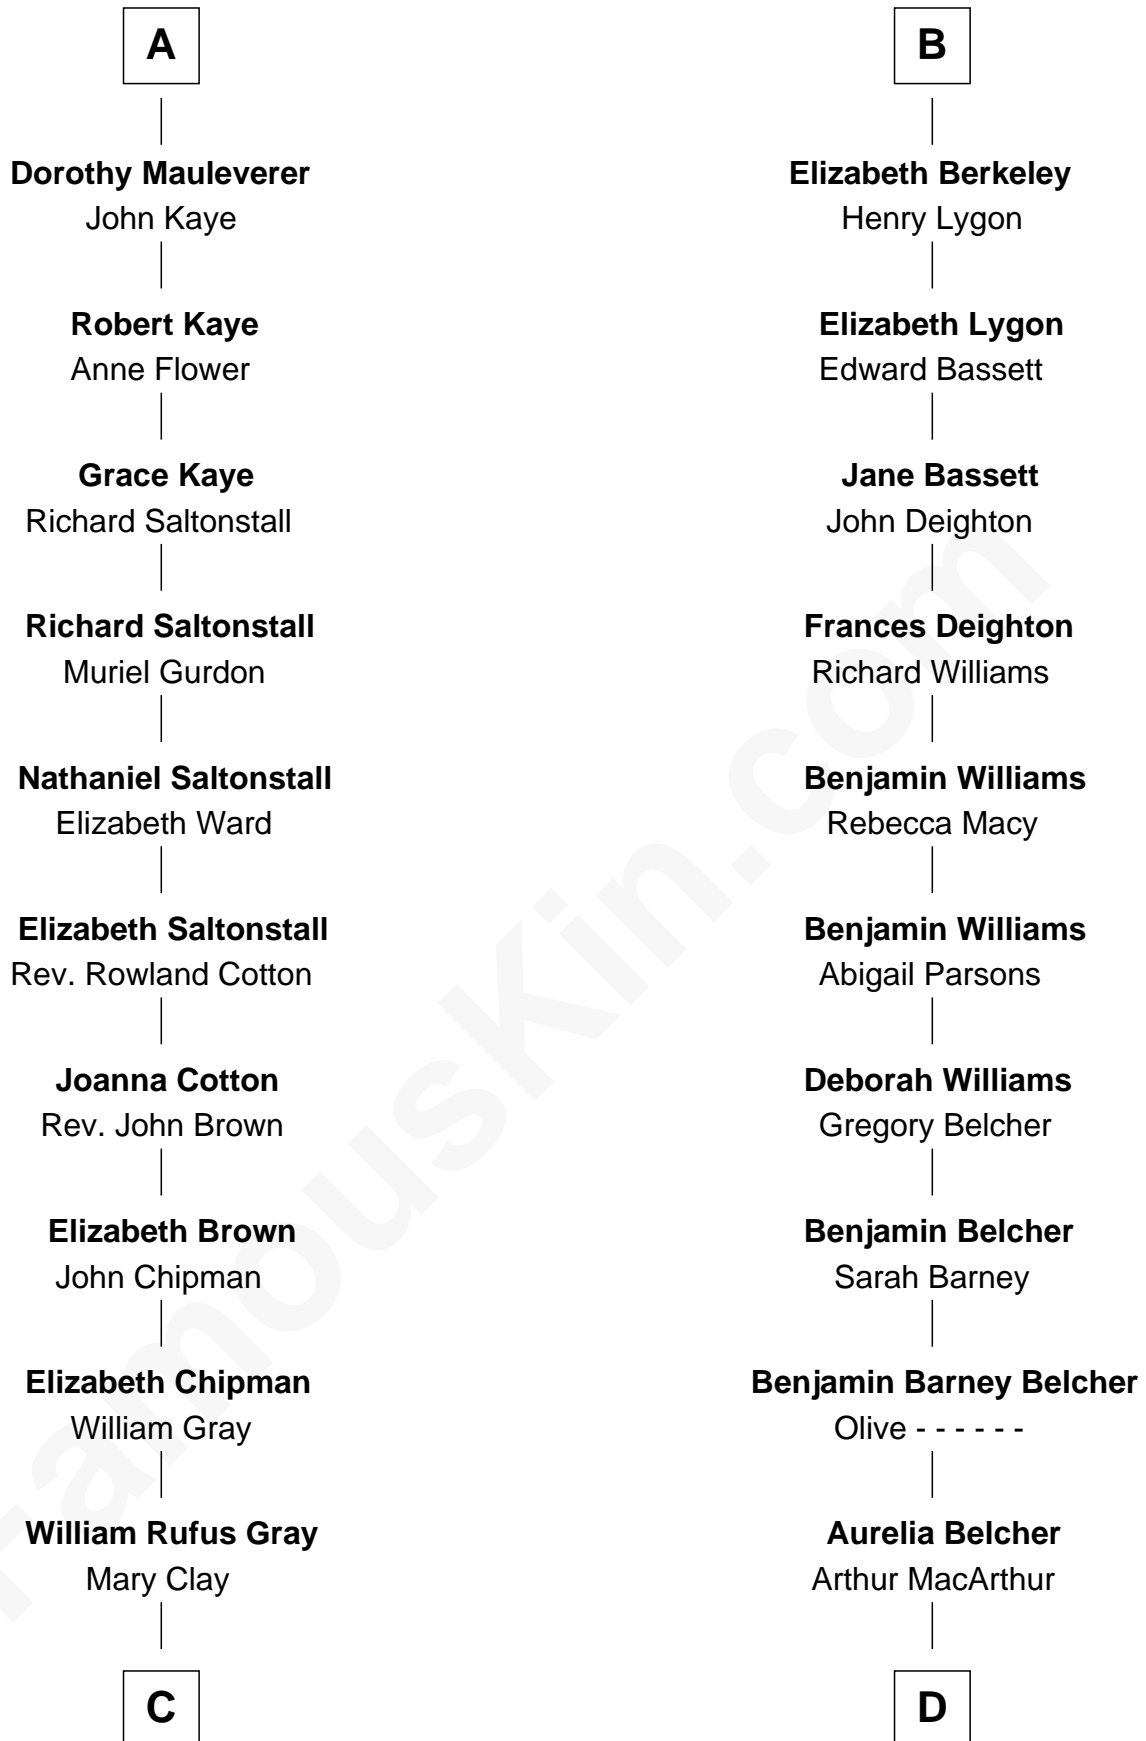 A
Dorothy Mauleverer
John Kaye
Robert Kaye
Anne Flower
Grace Kaye
Richard Saltonstall
Richard Saltonstall
Muriel Gurdon
Nathaniel Saltonstall
Elizabeth Ward
Elizabeth Saltonstall
Rev. Rowland Cotton
Joanna Cotton
Rev. John Brown
Elizabeth Brown
John Chipman
Elizabeth Chipman
William Gray
William Rufus Gray
Mary Clay
C
B
Elizabeth Berkeley
Henry Lygon
Elizabeth Lygon
Edward Bassett
Jane Bassett
John Deighton
Frances Deighton
Richard Williams
Benjamin Williams
Rebecca Macy
Benjamin Williams
Abigail Parsons
Deborah Williams
Gregory Belcher
Benjamin Belcher
Sarah Barney
Benjamin Barney Belcher
Olive - - - - - -
Aurelia Belcher
Arthur MacArthur
D
FamousKin.com